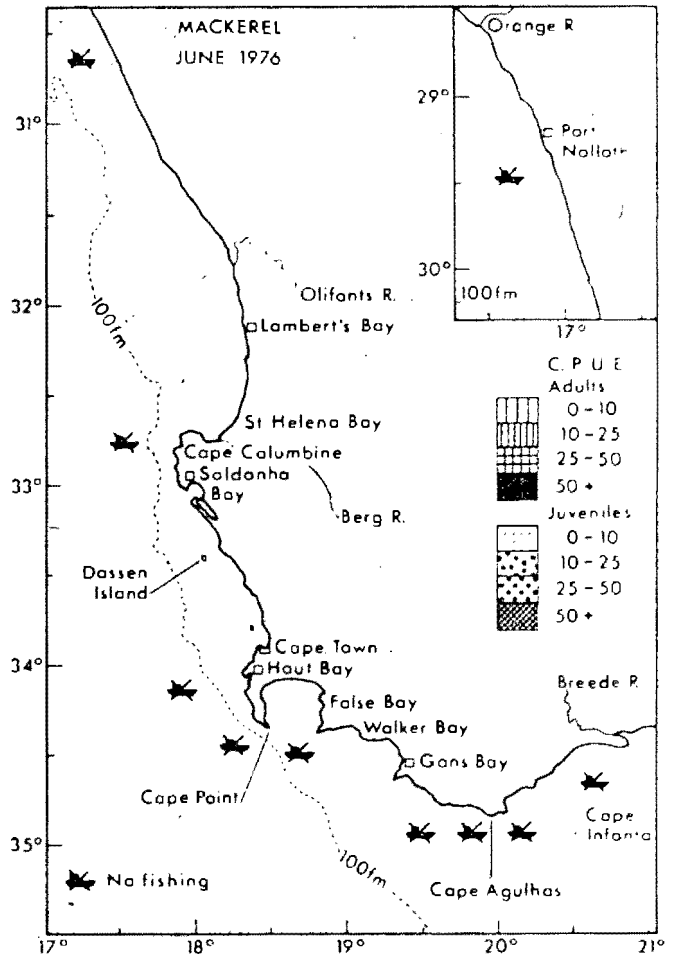 MACKEREL
JUNE 1976
Orange R
29°
Port
Nolloth
30°
100fm
17°
31°
32°
33°
34°
35°
100fm
Olifants R.
Lambert's Bay
St Helena Bay
Cape Columbine
Saldanha
Bay
Berg R.
Dassen
Island
Cape Town
Hout Bay
False Bay
Walker Bay
Gans Bay
Breede R.
Cape Point
Cape
Infanta
Cape Agulhas
100fm
No fishing
C. P U E
Adults
0-10
10-25
25-50
50+
Juveniles
0-10
10-25
25-50
50+
17°
18°
19°
20°
21°